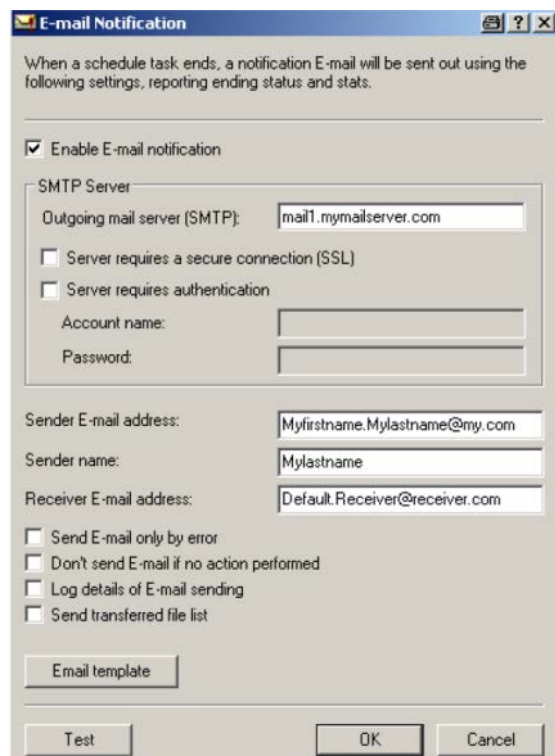 E-mail Notification
When a schedule task ends, a notification E-mail will be sent out using the
following settings, reporting ending status and stats.
Enable E-mail notification
SMTP Server
Outgoing mail server (SMTP): mail1.mymailserver.com
Server requires a secure connection (SSL)
Server requires authentication
Account name:
Password:
Sender E-mail address: Myfirstname.Mylastname@my.com
Sender name: Mylastname
Receiver E-mail address: Default.Receiver@receiver.com
Send E-mail only by error
Don't send E-mail if no action performed
Log details of E-mail sending
Send transferred file list
Email template
Test OK Cancel